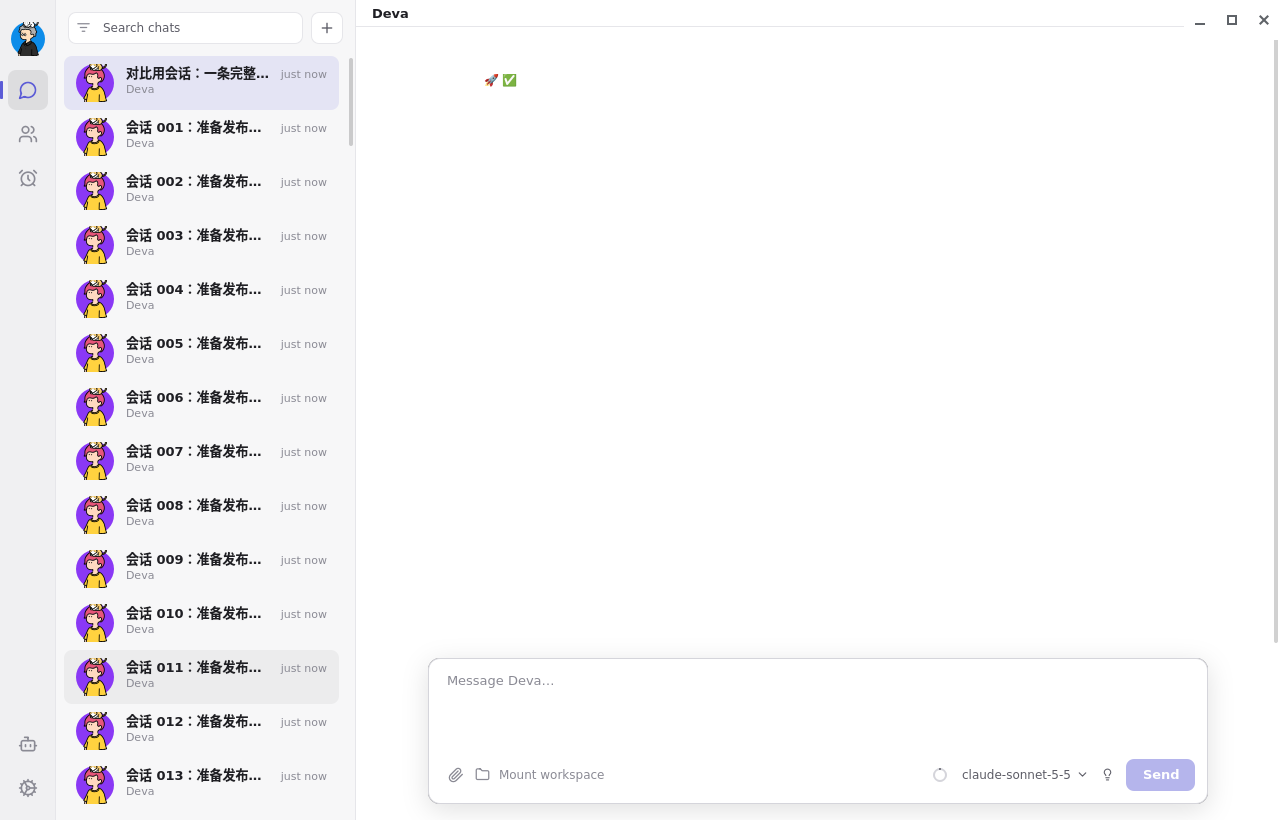 Search chats
对比用会话：一条完整... just now
Deva
会话 001：准备发布... just now
Deva
会话 002：准备发布... just now
Deva
会话 003：准备发布... just now
Deva
会话 004：准备发布... just now
Deva
会话 005：准备发布... just now
Deva
会话 006：准备发布... just now
Deva
会话 007：准备发布... just now
Deva
会话 008：准备发布... just now
Deva
会话 009：准备发布... just now
Deva
会话 010：准备发布... just now
Deva
会话 011：准备发布... just now
Deva
会话 012：准备发布... just now
Deva
会话 013：准备发布... just now
Deva
Deva
🚀 ✅
Message Deva...
Mount workspace
claude-sonnet-5-5
Send